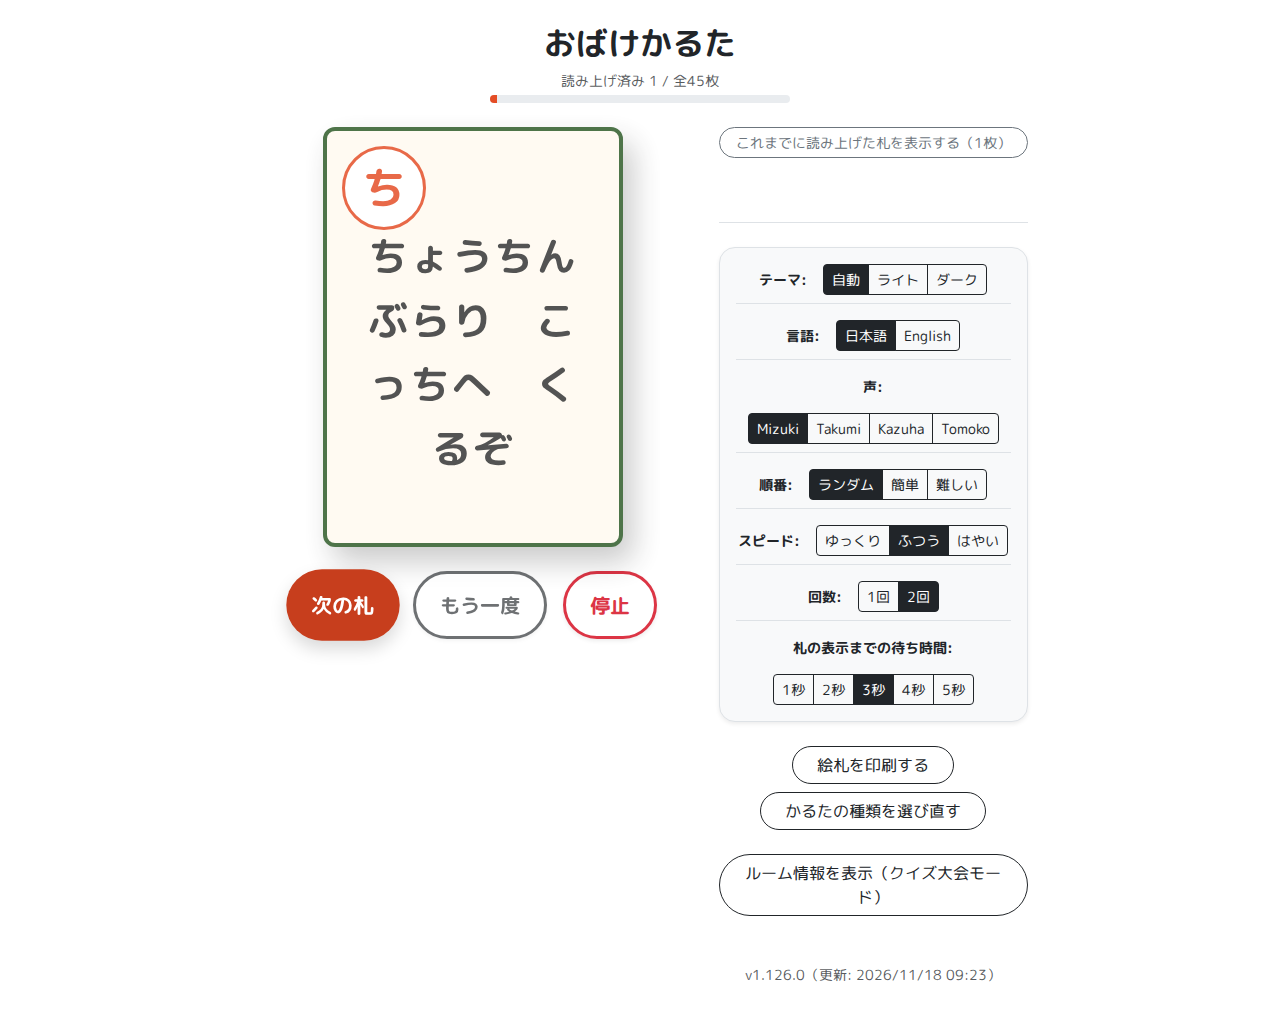 おばけかるた
読み上げ済み 1 / 全45枚
ち
ちょうちん
ぶらり　こ
っちへ　く
るぞ
次の札
もう一度
停止
これまでに読み上げた札を表示する（1枚）
テーマ: 自動 ライト ダーク
言語: 日本語 English
声:
Mizuki Takumi Kazuha Tomoko
順番: ランダム 簡単 難しい
スピード: ゆっくり ふつう はやい
回数: 1回 2回
札の表示までの待ち時間:
1秒 2秒 3秒 4秒 5秒
絵札を印刷する
かるたの種類を選び直す
ルーム情報を表示（クイズ大会モー
ド）
v1.126.0（更新: 2026/11/18 09:23）